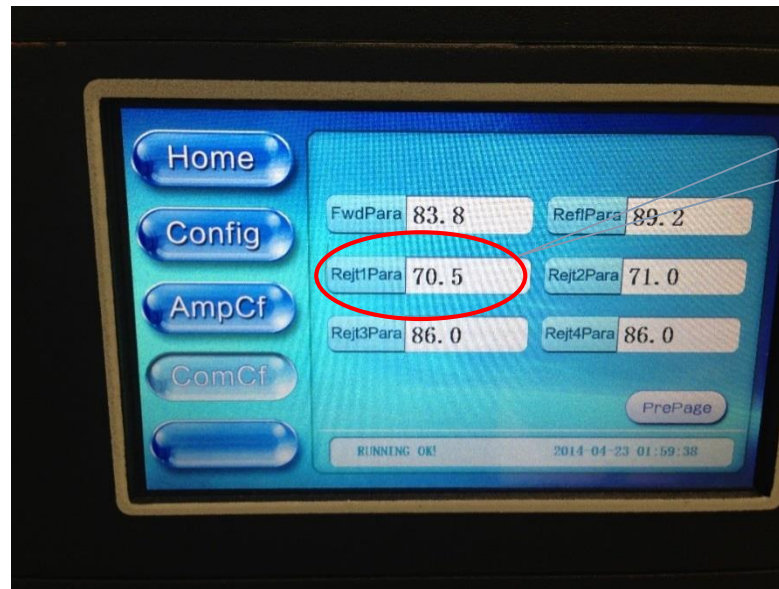 Home
Config
AmpCf
ComCf
FwdPara 83.8
ReflPara 89.2
Rejt1Para 70.5
Rejt2Para 71.0
Rejt3Para 86.0
Rejt4Para 86.0
PrePage
RUNNING OK!
2014-04-23 01:59:38